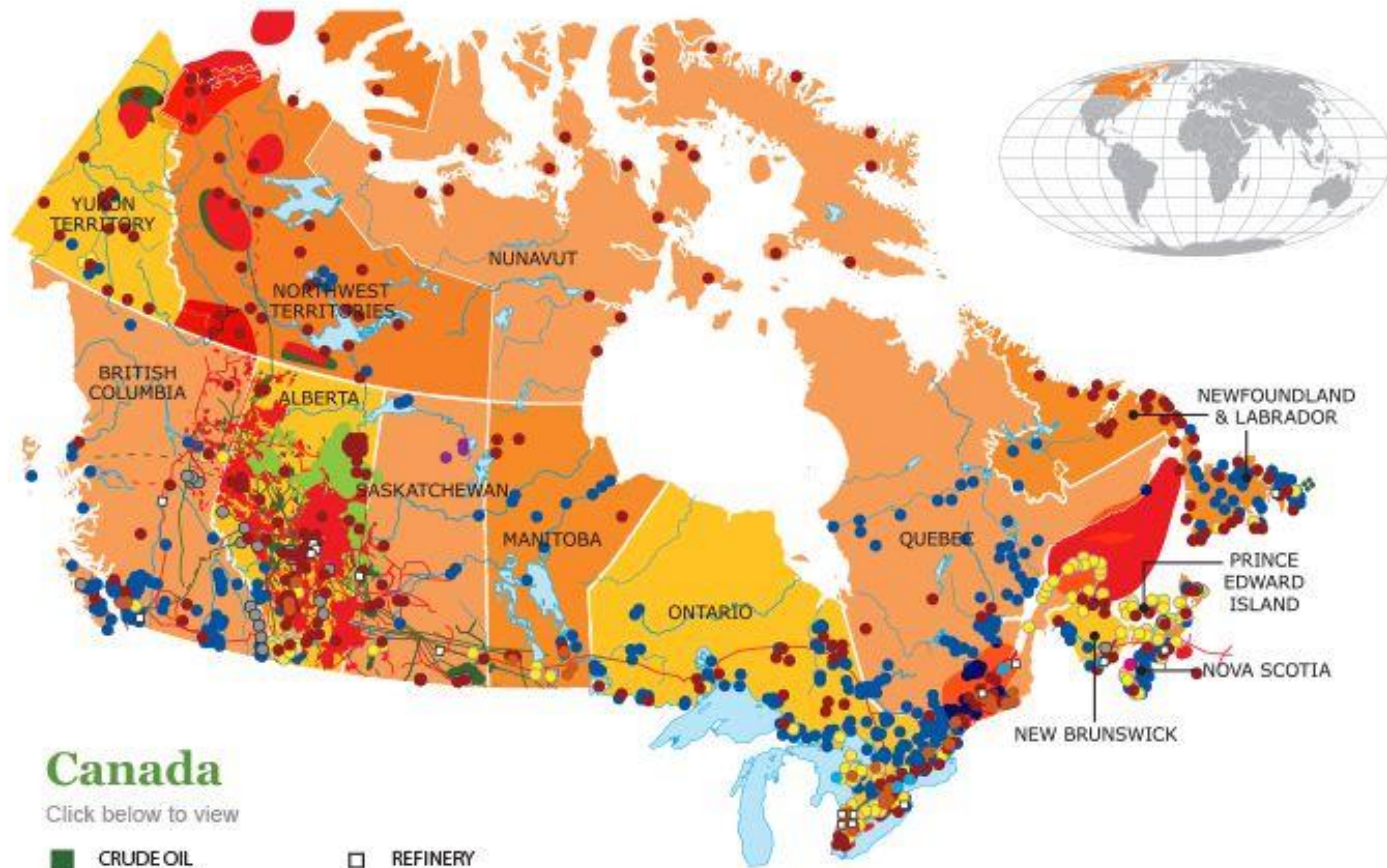 YUKON
TERRITORY
NUNAVUT
NORTHWEST
TERRITORIES
BRITISH
COLUMBIA
ALBERTA
NEWFOUNDLAND
& LABRADOR
SASKATCHEWAN
MANITOBA
QUEBEC
PRINCE
EDWARD
ISLAND
ONTARIO
NOVA SCOTIA
NEW BRUNSWICK
Canada
Click below to view
CRUDE OIL
REFINERY